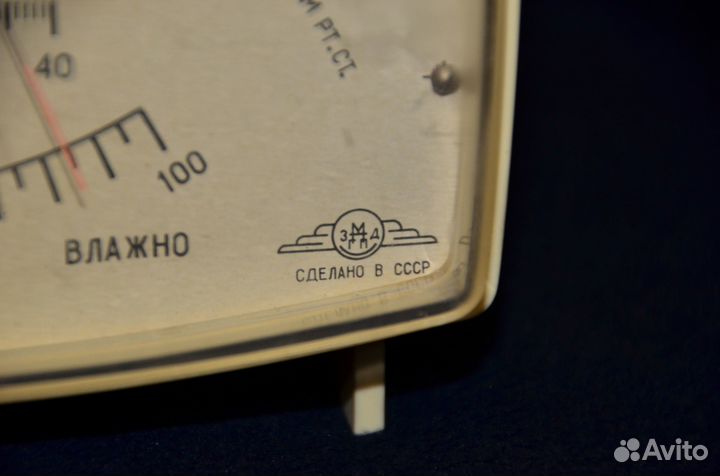 М РТ.СТ.
40
100
ВЛАЖНО
З М Д
СДЕЛАНО В СССР
Avito